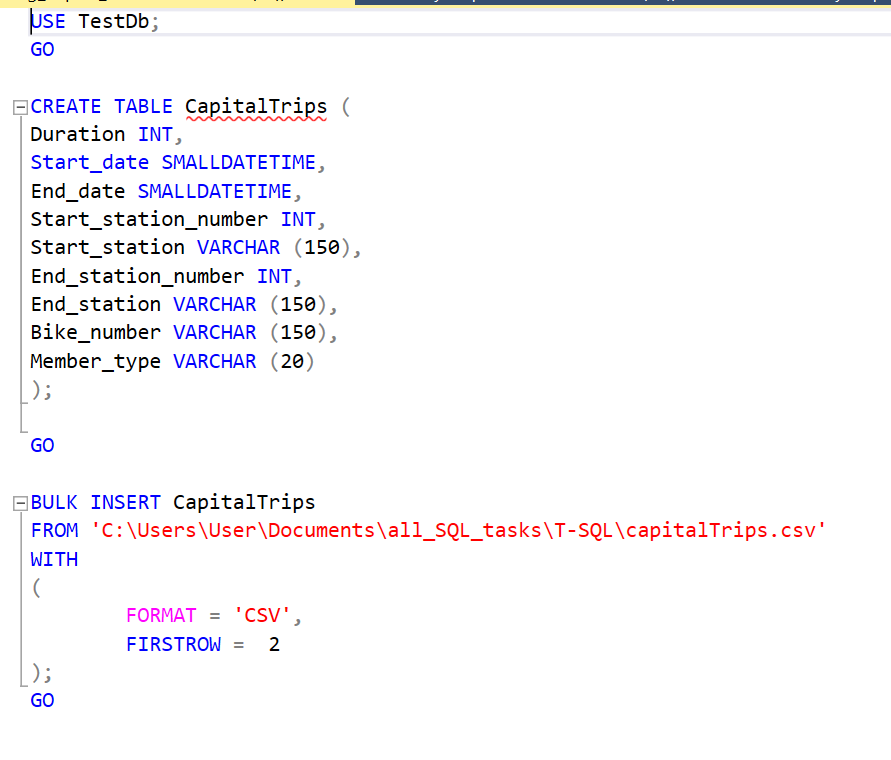 USE TestDb;
GO
CREATE TABLE CapitalTrips (
Duration INT,
Start_date SMALLDATETIME,
End_date SMALLDATETIME,
Start_station_number INT,
Start_station VARCHAR (150),
End_station_number INT,
End_station VARCHAR (150),
Bike_number VARCHAR (150),
Member_type VARCHAR (20)
);
GO
BULK INSERT CapitalTrips
FROM 'C:\Users\User\Documents\all_SQL_tasks\T-SQL\capitalTrips.csv'
WITH
(
FORMAT = 'CSV',
FIRSTROW = 2
);
GO